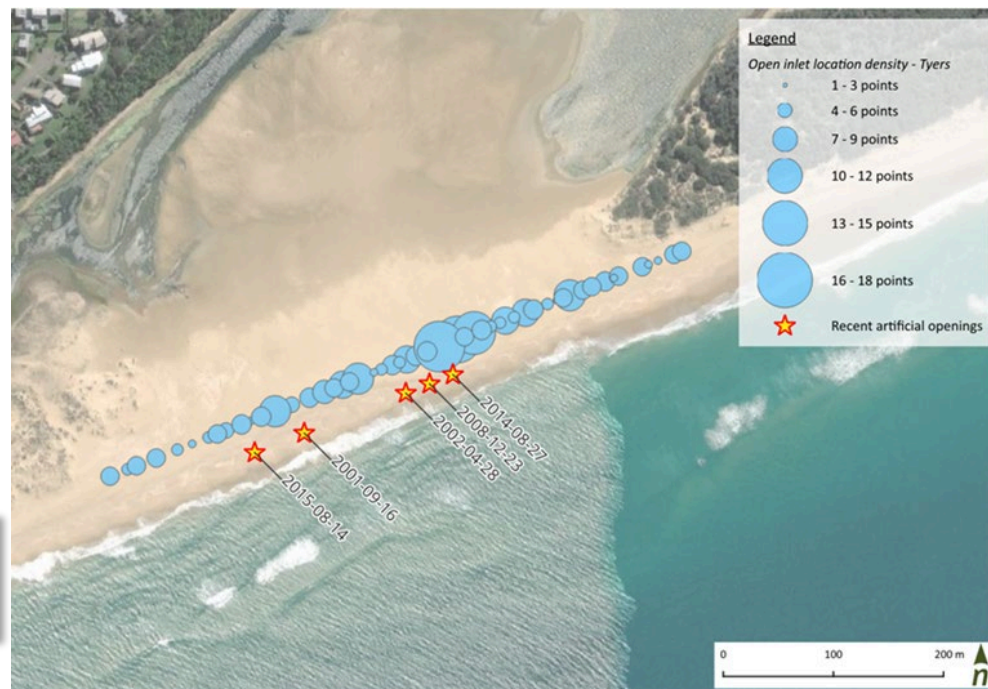 Legend
Open inlet location density - Tyers
1 - 3 points
4 - 6 points
7 - 9 points
10 - 12 points
13 - 15 points
16 - 18 points
Recent artificial openings
2014-08-27
2008-12-23
2002-04-28
2001-09-16
2015-08-14
0 100 200 m
n